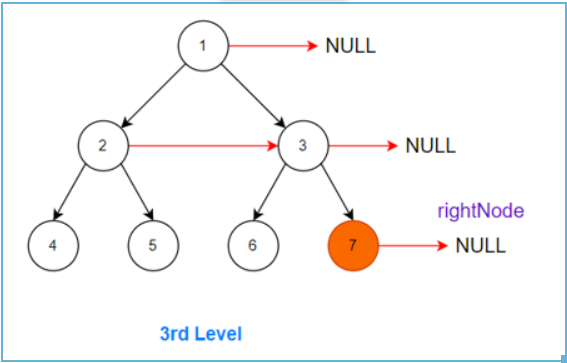 1 NULL
2 3 NULL
rightNode
4 5 6 7 NULL
3rd Level